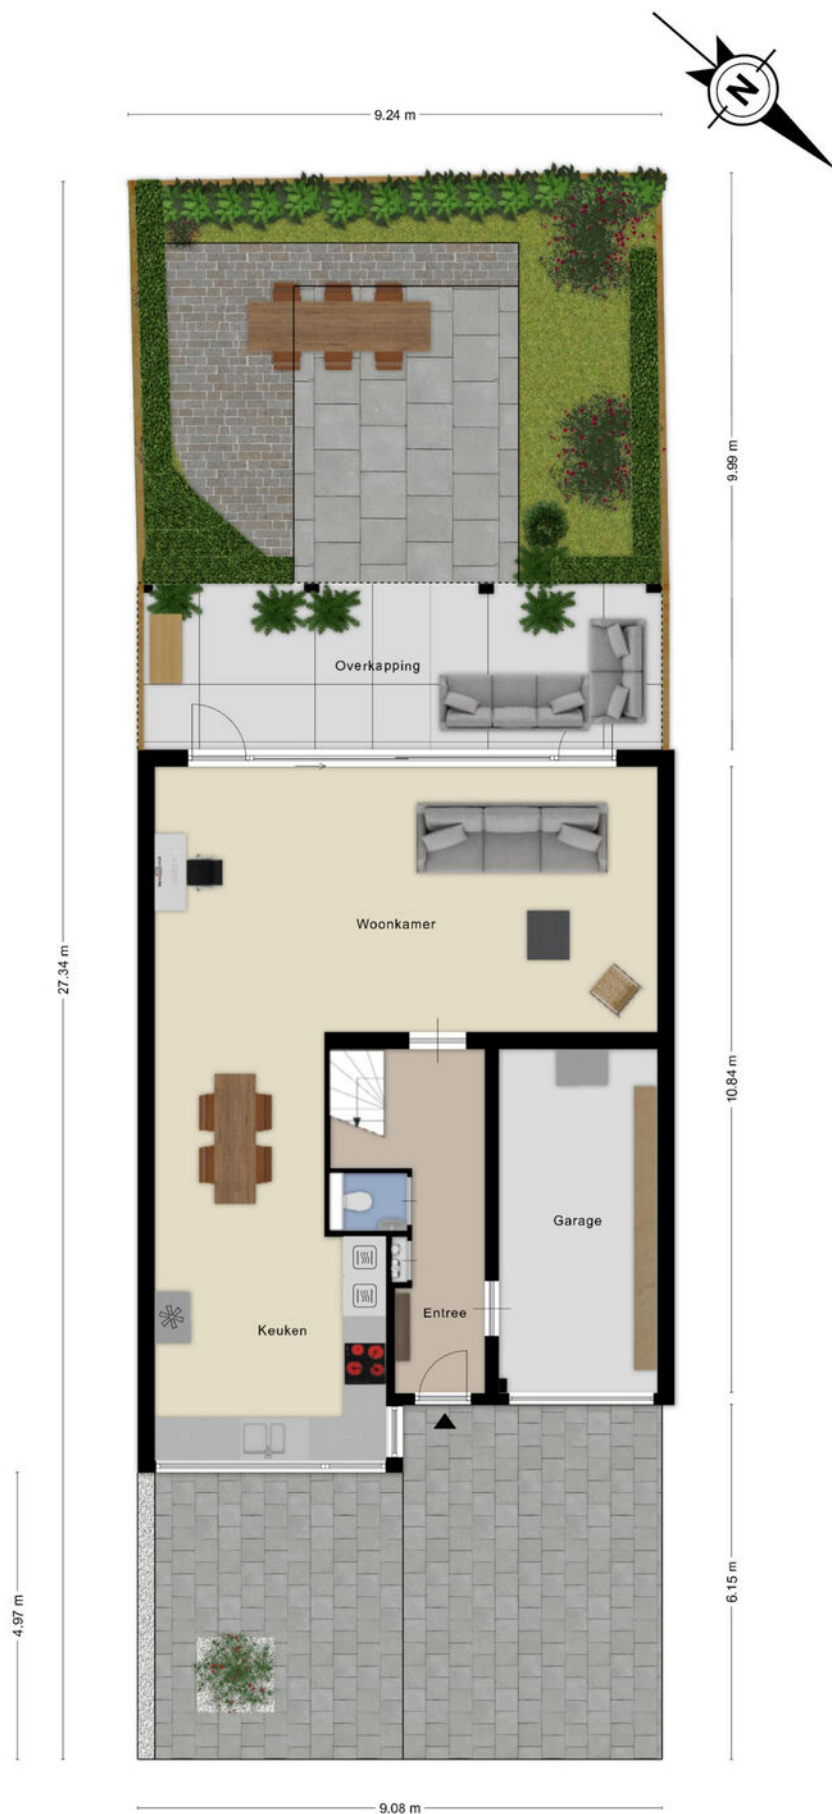 N
9.24 m
9.99 m
Overkapping
Woonkamer
27.34 m
10.84 m
Garage
Entree
Keuken
6.15 m
4.97 m
9.08 m